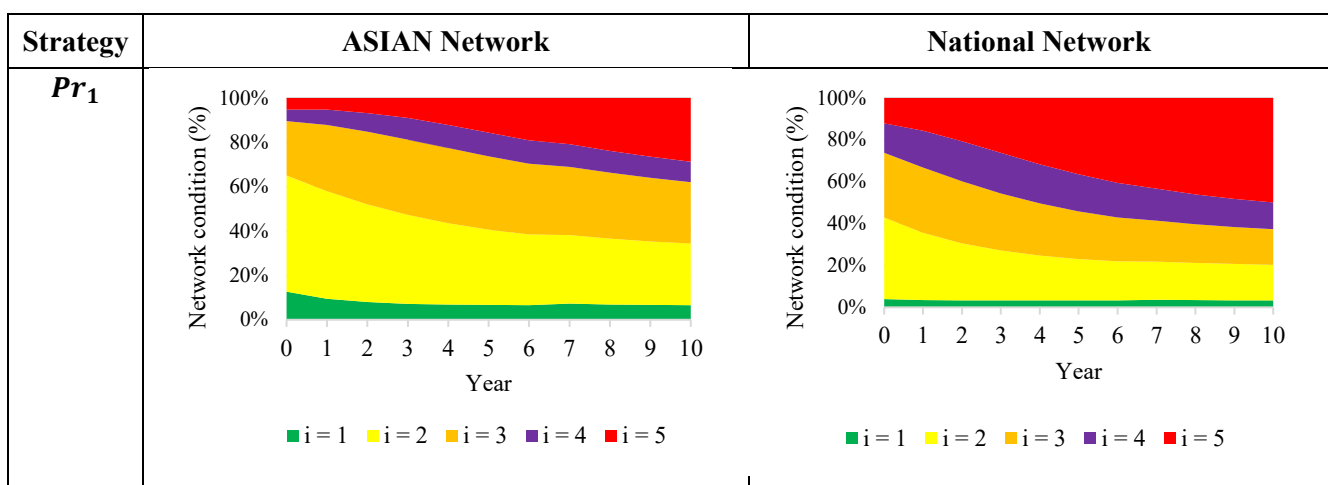 Strategy ASIAN Network National Network
Pr₁
Network condition (%)
100%
80%
60%
40%
20%
0%
0 1 2 3 4 5 6 7 8 9 10
Year
i = 1 i = 2 i = 3 i = 4 i = 5
Network condition (%)
100%
80%
60%
40%
20%
0%
0 1 2 3 4 5 6 7 8 9 10
Year
i = 1 i = 2 i = 3 i = 4 i = 5